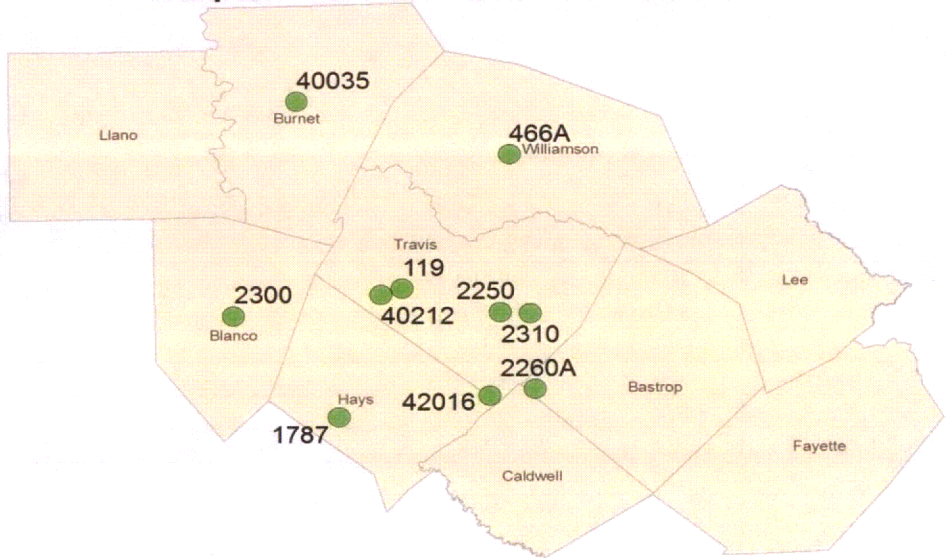 40035
Burnet
Llano
466A
Williamson
Travis
119
Lee
2300
2250
40212
Blanco
2310
2260A
Bastrop
Hays
42016
1787
Fayette
Caldwell